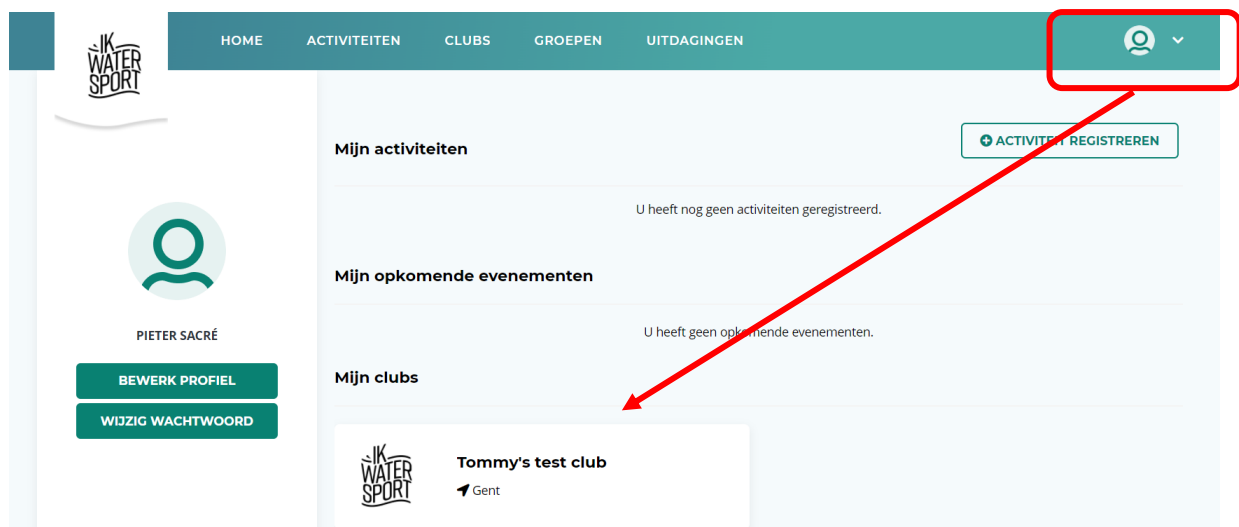 IK
WATER
SPORT
HOME ACTIVITEITEN CLUBS GROEPEN UITDAGINGEN
Mijn activiteiten
ACTIVITEIT REGISTREREN
U heeft nog geen activiteiten geregistreerd.
Mijn opkomende evenementen
U heeft geen opkomende evenementen.
PIETER SACRÉ
BEWERK PROFIEL
WIJZIG WACHTWOORD
Mijn clubs
IK
WATER
SPORT
Tommy's test club
Gent